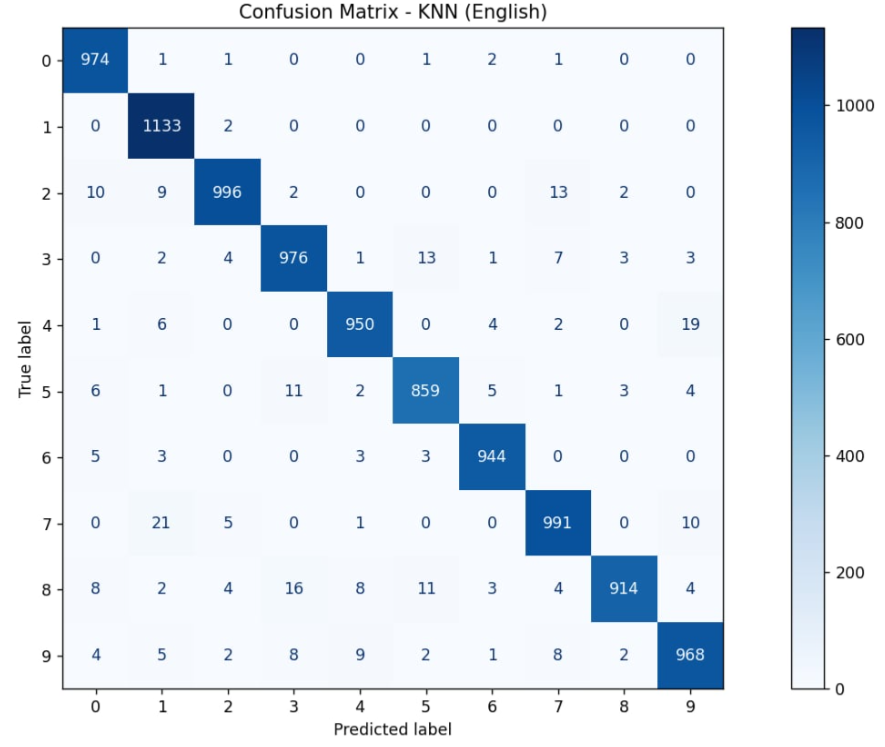 Confusion Matrix - KNN (English)
0 974 1 1 0 0 1 2 1 0 0
1 0 1133 2 0 0 0 0 0 0 0
2 10 9 996 2 0 0 0 13 2 0
3 0 2 4 976 1 13 1 7 3 3
4 1 6 0 0 950 0 4 2 0 19
5 6 1 0 11 2 859 5 1 3 4
6 5 3 0 0 3 3 944 0 0 0
7 0 21 5 0 1 0 0 991 0 10
8 8 2 4 16 8 11 3 4 914 4
9 4 5 2 8 9 2 1 8 2 968
0 1 2 3 4 5 6 7 8 9
Predicted label
True label
1000
800
600
400
200
0